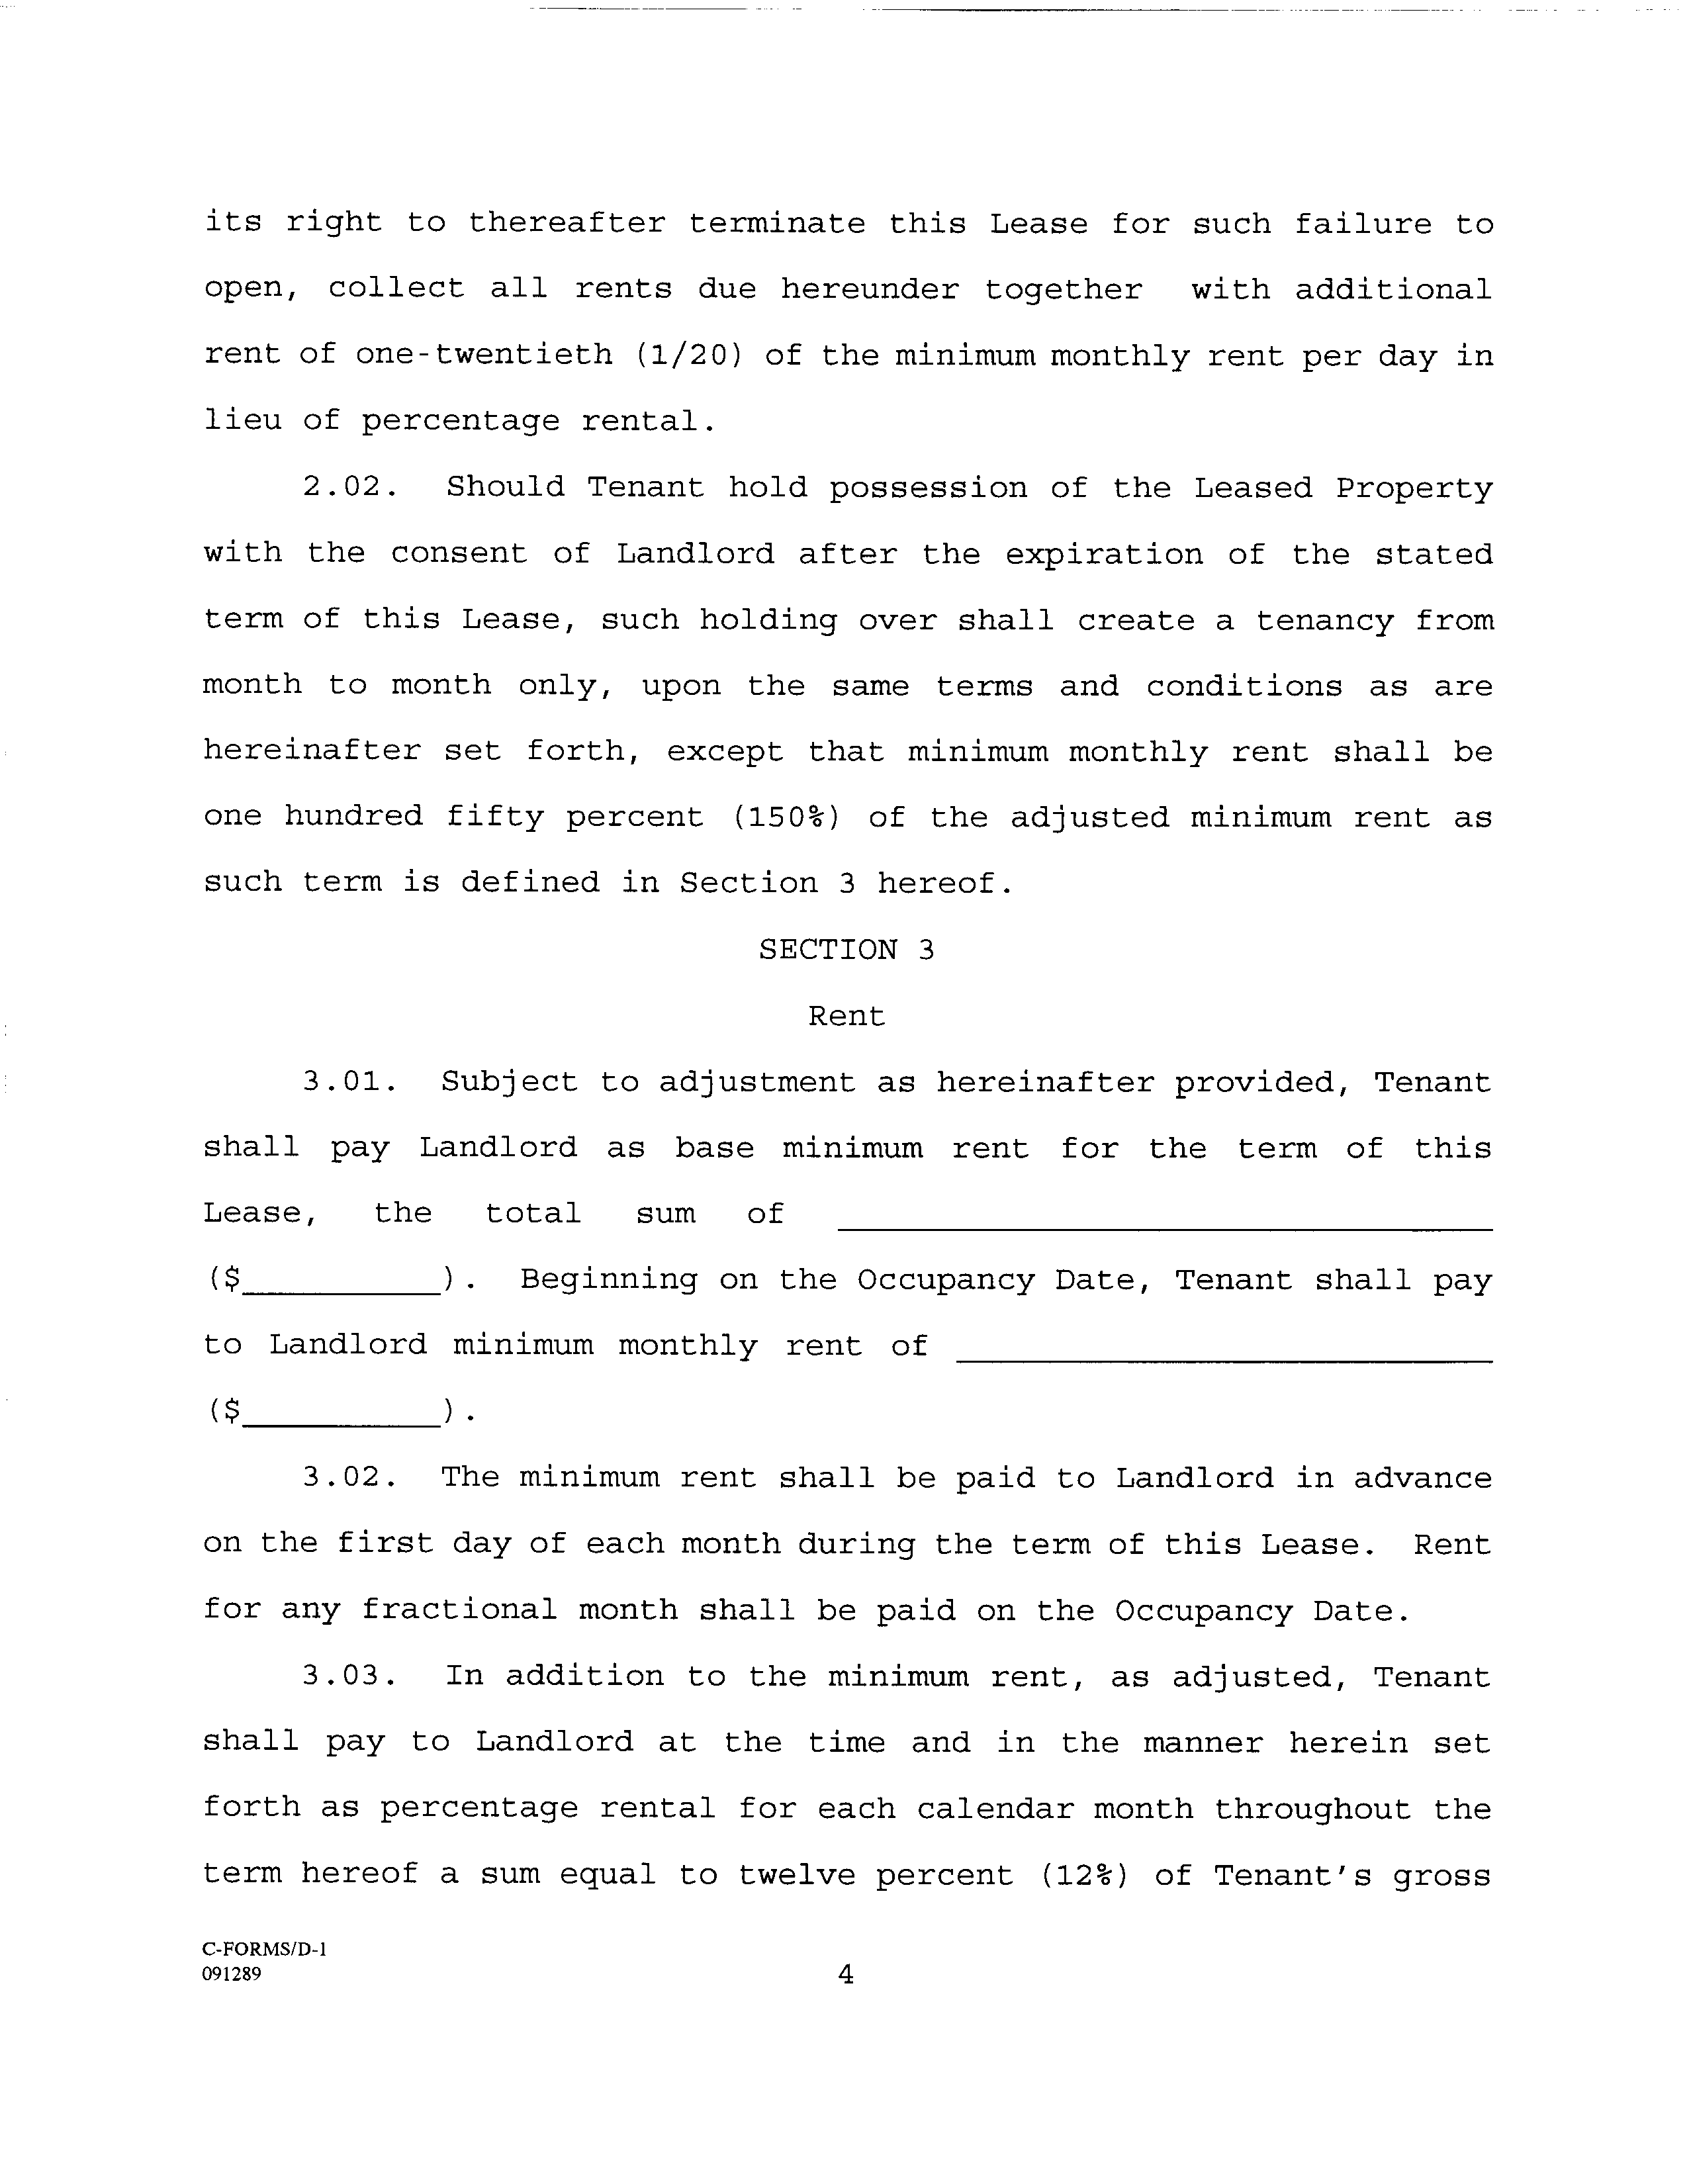 its right to thereafter terminate this Lease for such failure to
open, collect all rents due hereunder together with additional
rent of one-twentieth (1/20) of the minimum monthly rent per day in
lieu of percentage rental.
2.02. Should Tenant hold possession of the Leased Property
with the consent of Landlord after the expiration of the stated
term of this Lease, such holding over shall create a tenancy from
month to month only, upon the same terms and conditions as are
hereinafter set forth, except that minimum monthly rent shall be
one hundred fifty percent (150%) of the adjusted minimum rent as
such term is defined in Section 3 hereof.
SECTION 3
Rent
3.01. Subject to adjustment as hereinafter provided, Tenant
shall pay Landlord as base minimum rent for the term of this
Lease, the total sum of ________________________________
($__________). Beginning on the Occupancy Date, Tenant shall pay
to Landlord minimum monthly rent of __________________________
($__________).
3.02. The minimum rent shall be paid to Landlord in advance
on the first day of each month during the term of this Lease. Rent
for any fractional month shall be paid on the Occupancy Date.
3.03. In addition to the minimum rent, as adjusted, Tenant
shall pay to Landlord at the time and in the manner herein set
forth as percentage rental for each calendar month throughout the
term hereof a sum equal to twelve percent (12%) of Tenant's gross
C-FORMS/D-1
091289
4